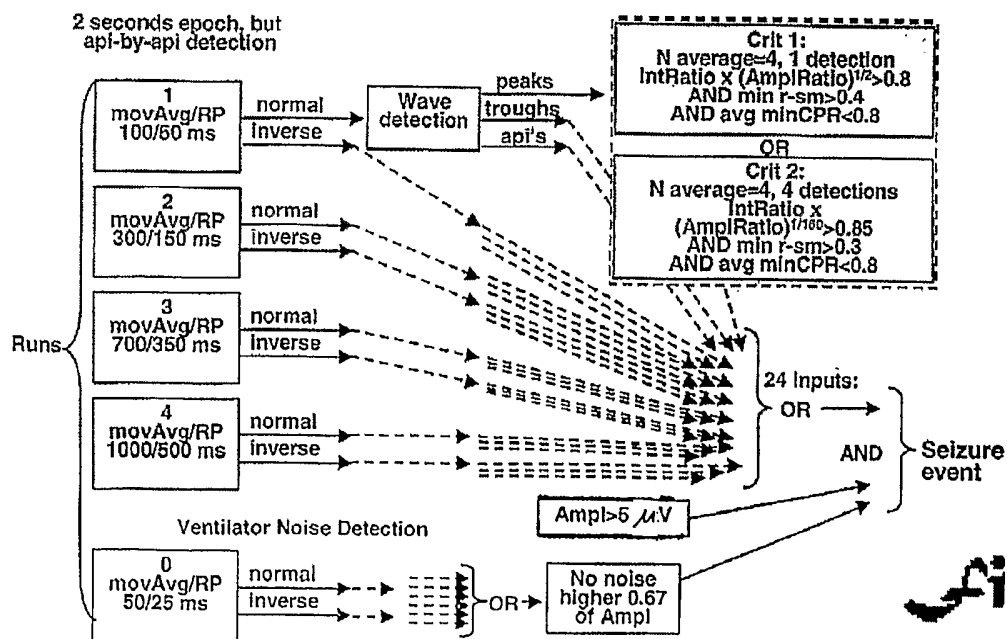 2 seconds epoch, but
api-by-api detection
Runs
1
movAvg/RP
100/50 ms
normal
inverse
Wave
detection
peaks
troughs
api's
Crit 1:
N average=4, 1 detection
IntRatio x (AmplRatio)1/2>0.8
AND min r-sm>0.4
AND avg minCPR<0.8
OR
Crit 2:
N average=4, 4 detections
IntRatio x
(AmplRatio)1/160>0.85
AND min r-sm>0.3
AND avg minCPR<0.8
2
movAvg/RP
300/150 ms
normal
inverse
3
movAvg/RP
700/350 ms
normal
inverse
4
movAvg/RP
1000/500 ms
normal
inverse
24 Inputs:
OR
AND
Seizure
event
Ampl>5 μV
Ventilator Noise Detection
0
movAvg/RP
50/25 ms
normal
inverse
OR
No noise
higher 0.67
of Ampl